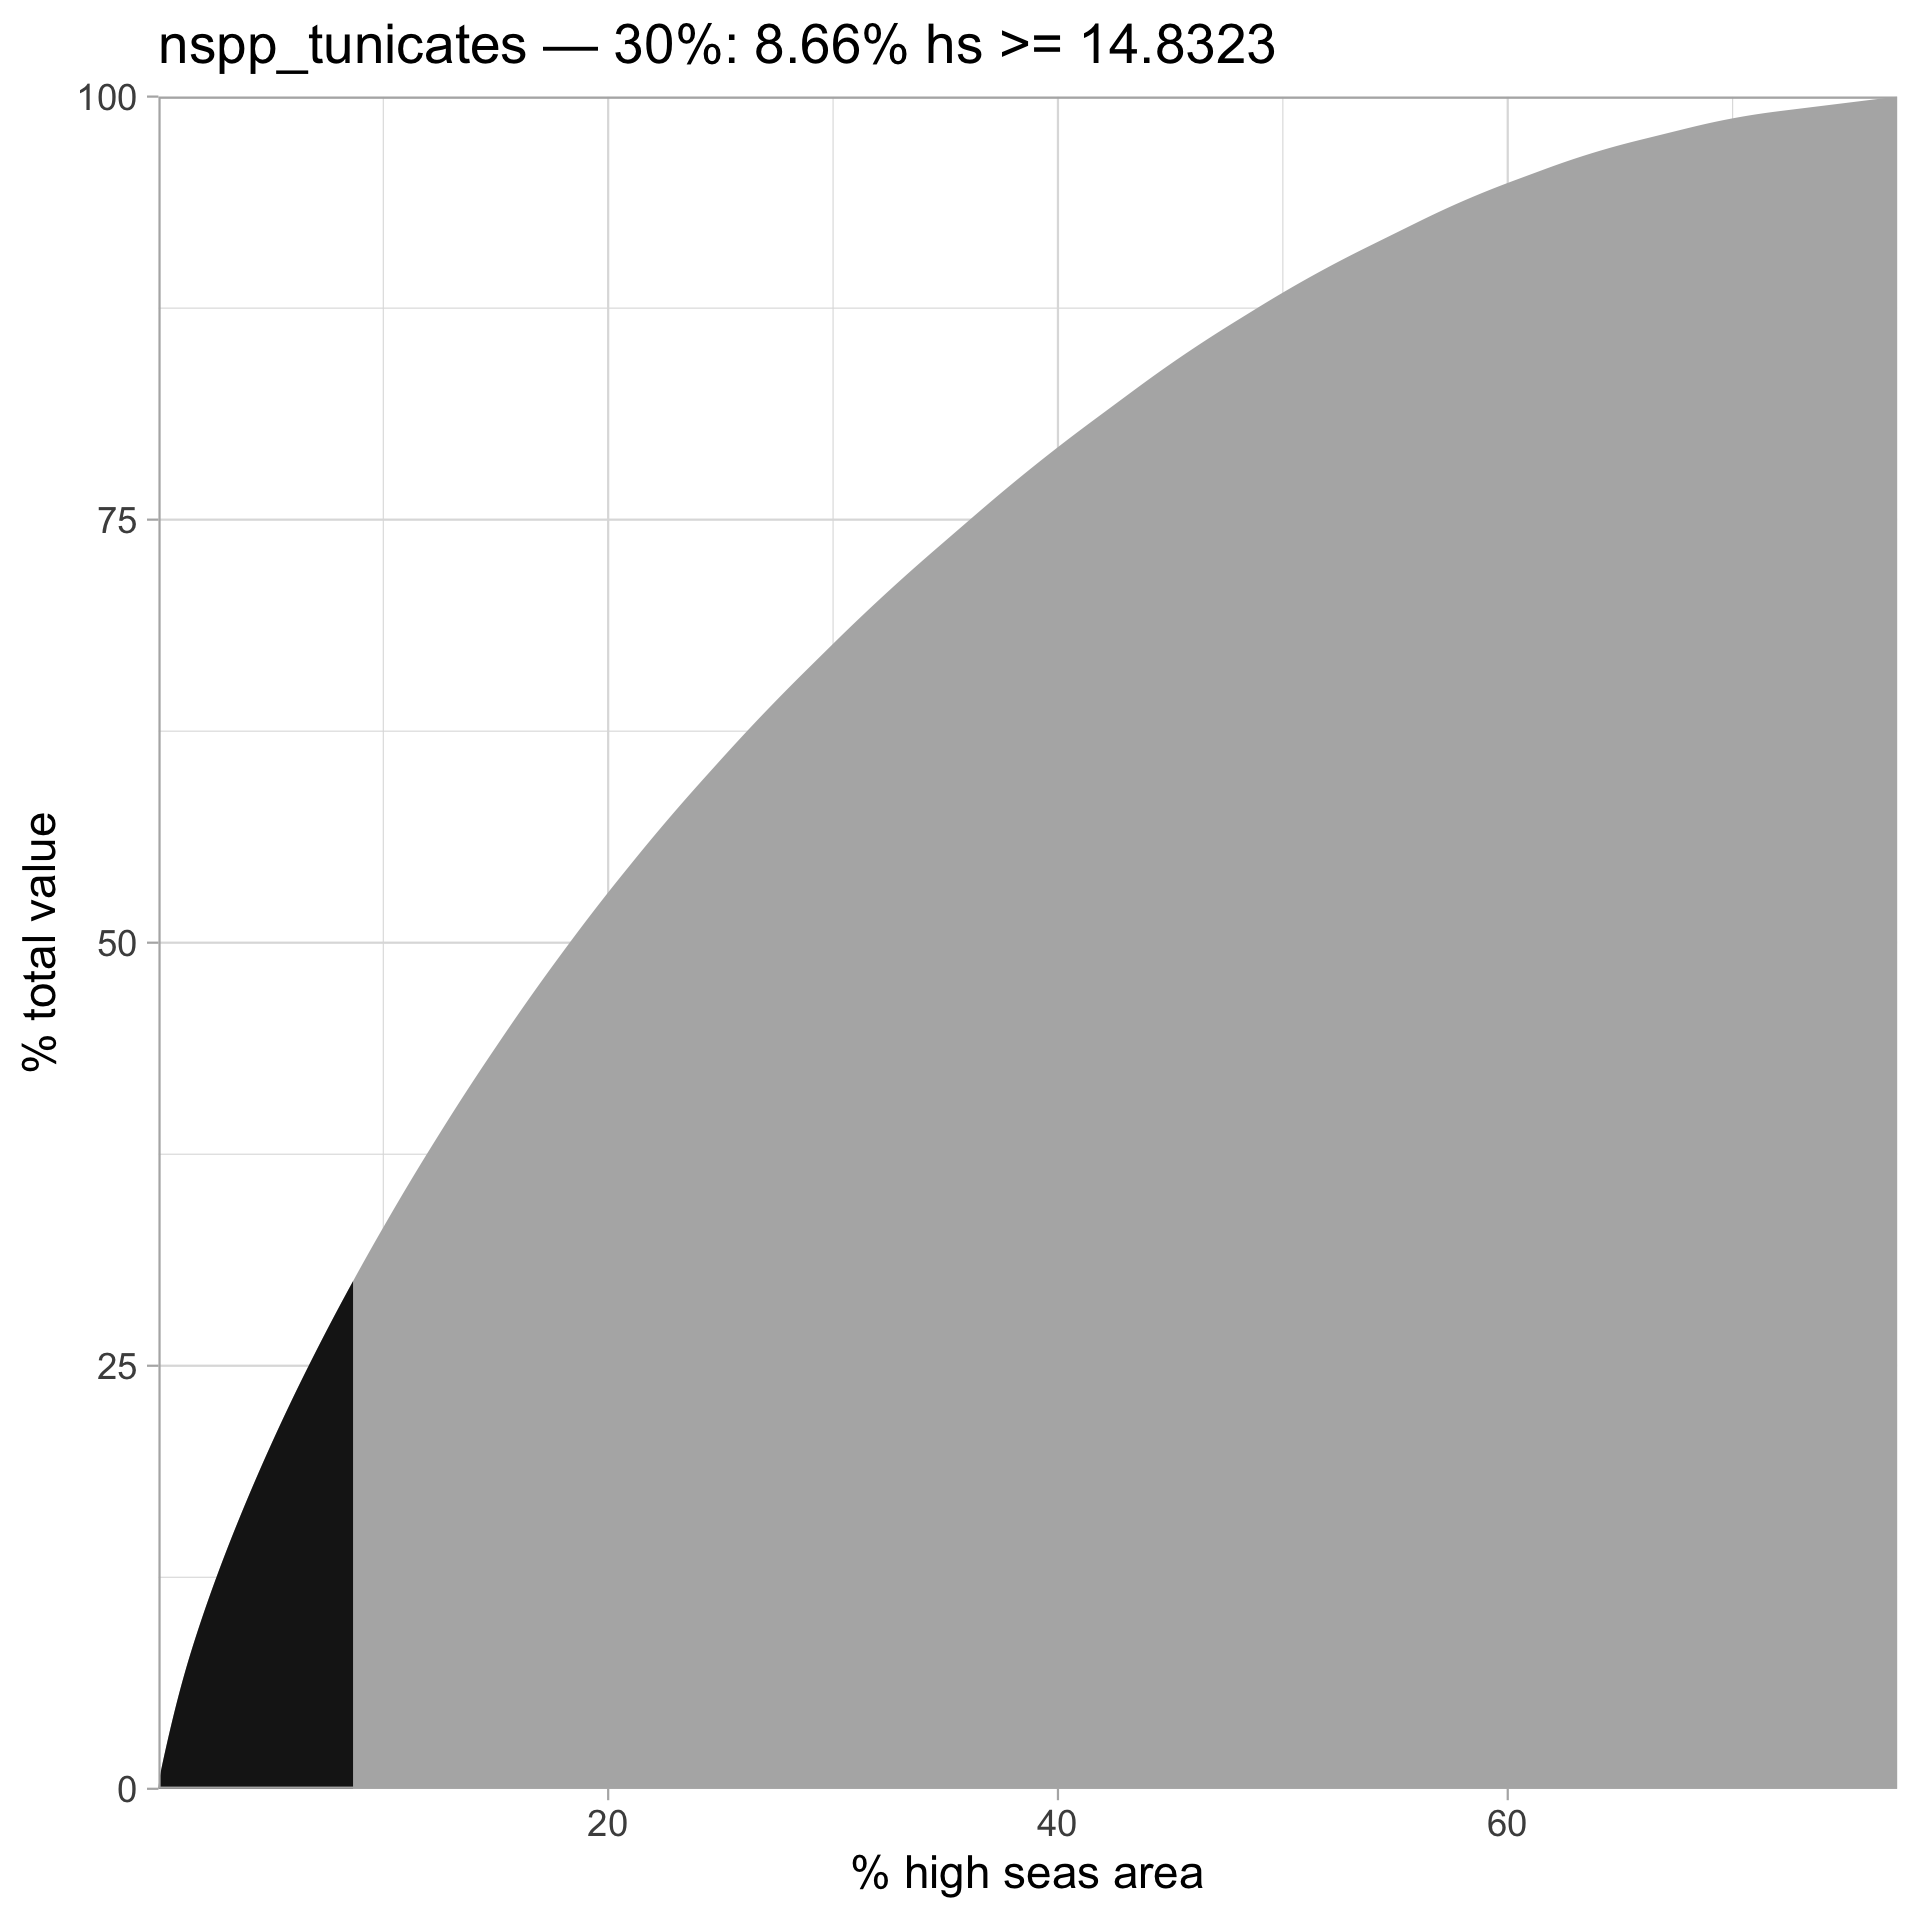 nspp_tunicates — 30%: 8.66% hs >= 14.8323
100
75
50
25
0
% total value
20 40 60
% high seas area